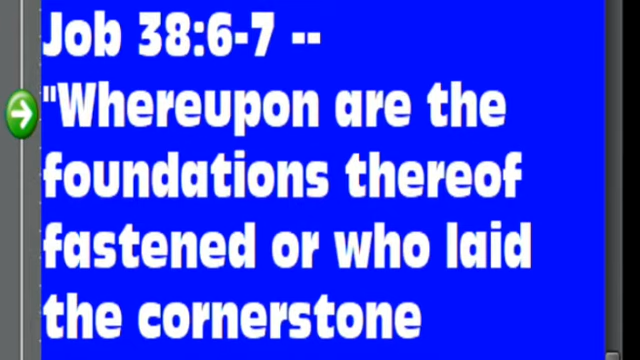 Job 38:6-7 --
"Whereupon are the
foundations thereof
fastened or who laid
the cornerstone